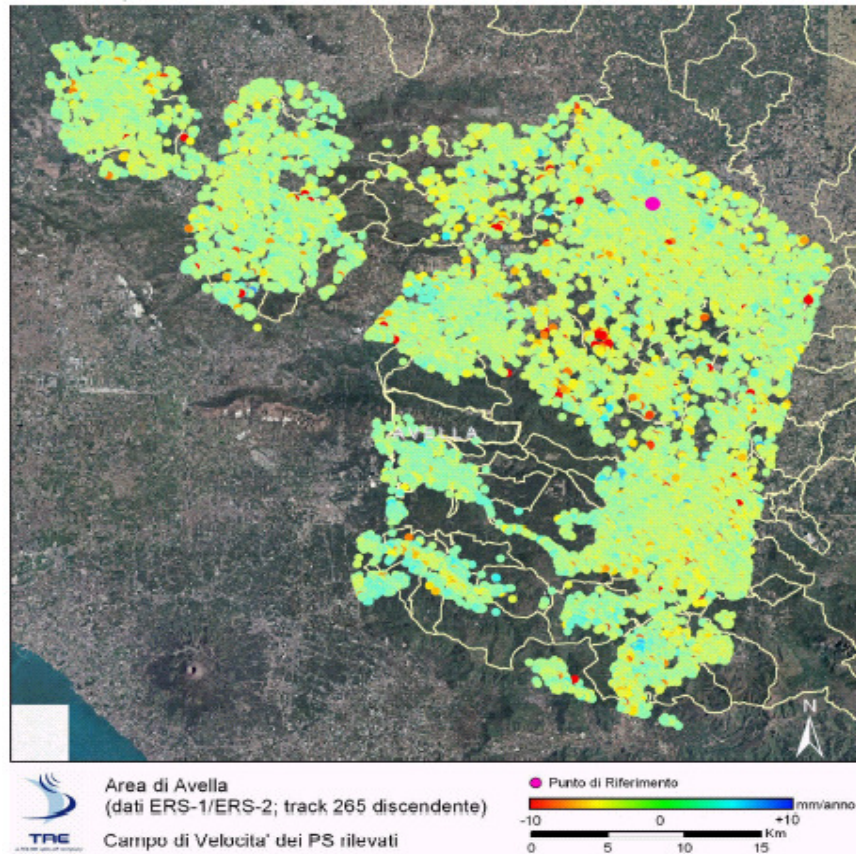 AVELLA
N
Area di Avella
(dati ERS-1/ERS-2; track 265 discendente)
Campo di Velocita' dei PS rilevati
TRE
Punto di Riferimento
-10 0 +10 mm/anno
Km
0 5 10 15